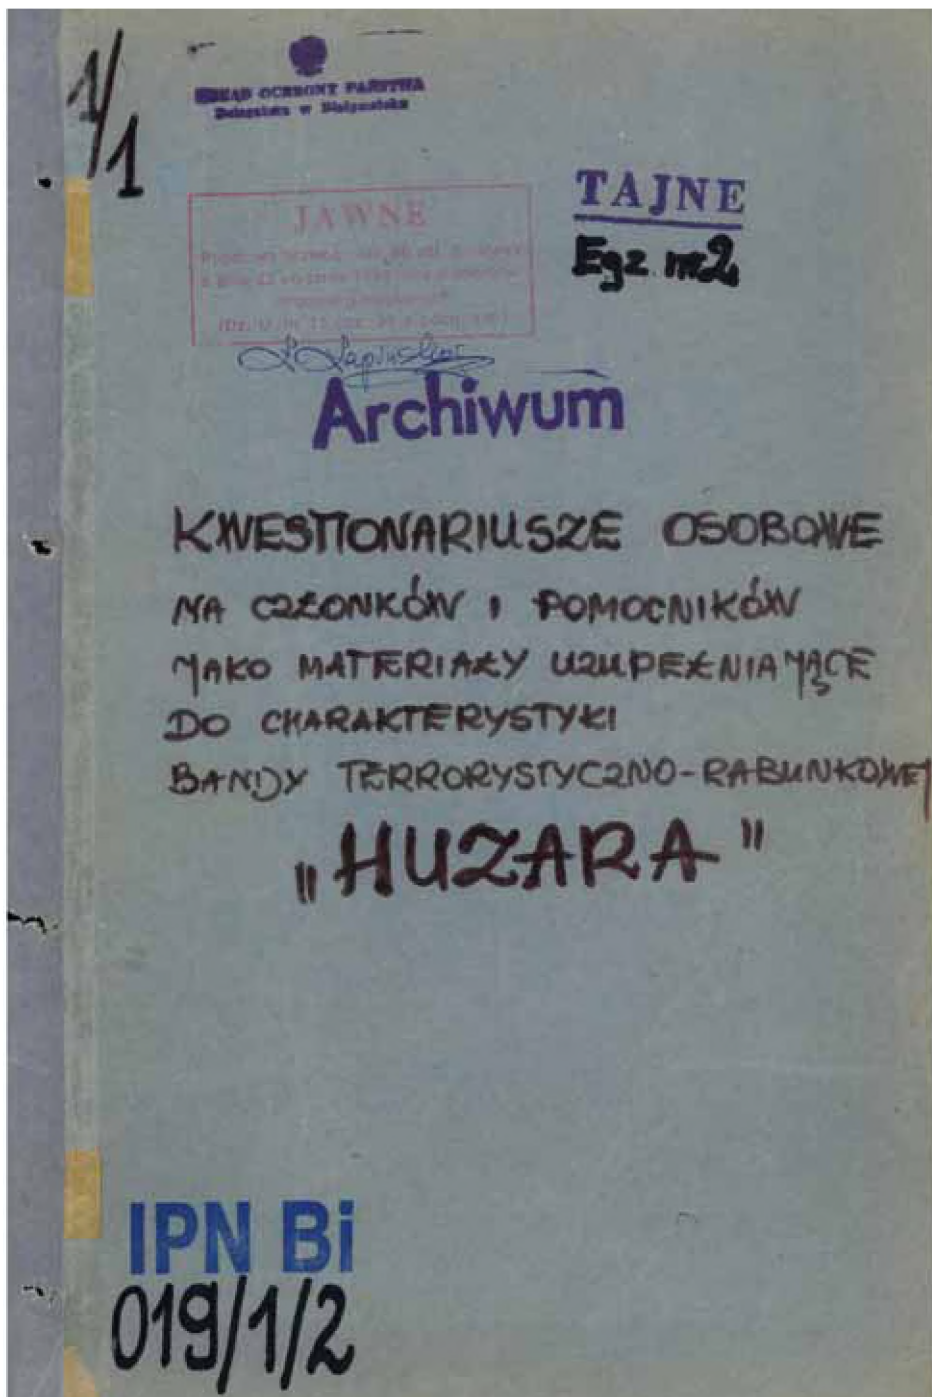 1/1
URZĄD OCHRONY PAŃSTWA
Delegatura w Białymstoku
JAWNE
TAJNE
Egz. nr 2
Archiwum
KWESTIONARIUSZE OSOBOWE
NA CZŁONKÓW I POMOCNIKÓW
JAKO MATERIAŁY UZUPEŁNIAJĄCE
DO CHARAKTERYSTYKI
BANDY TERRORYSTYCZNO-RABUNKOWEJ
„HUZARA"
IPN Bi
019/1/2